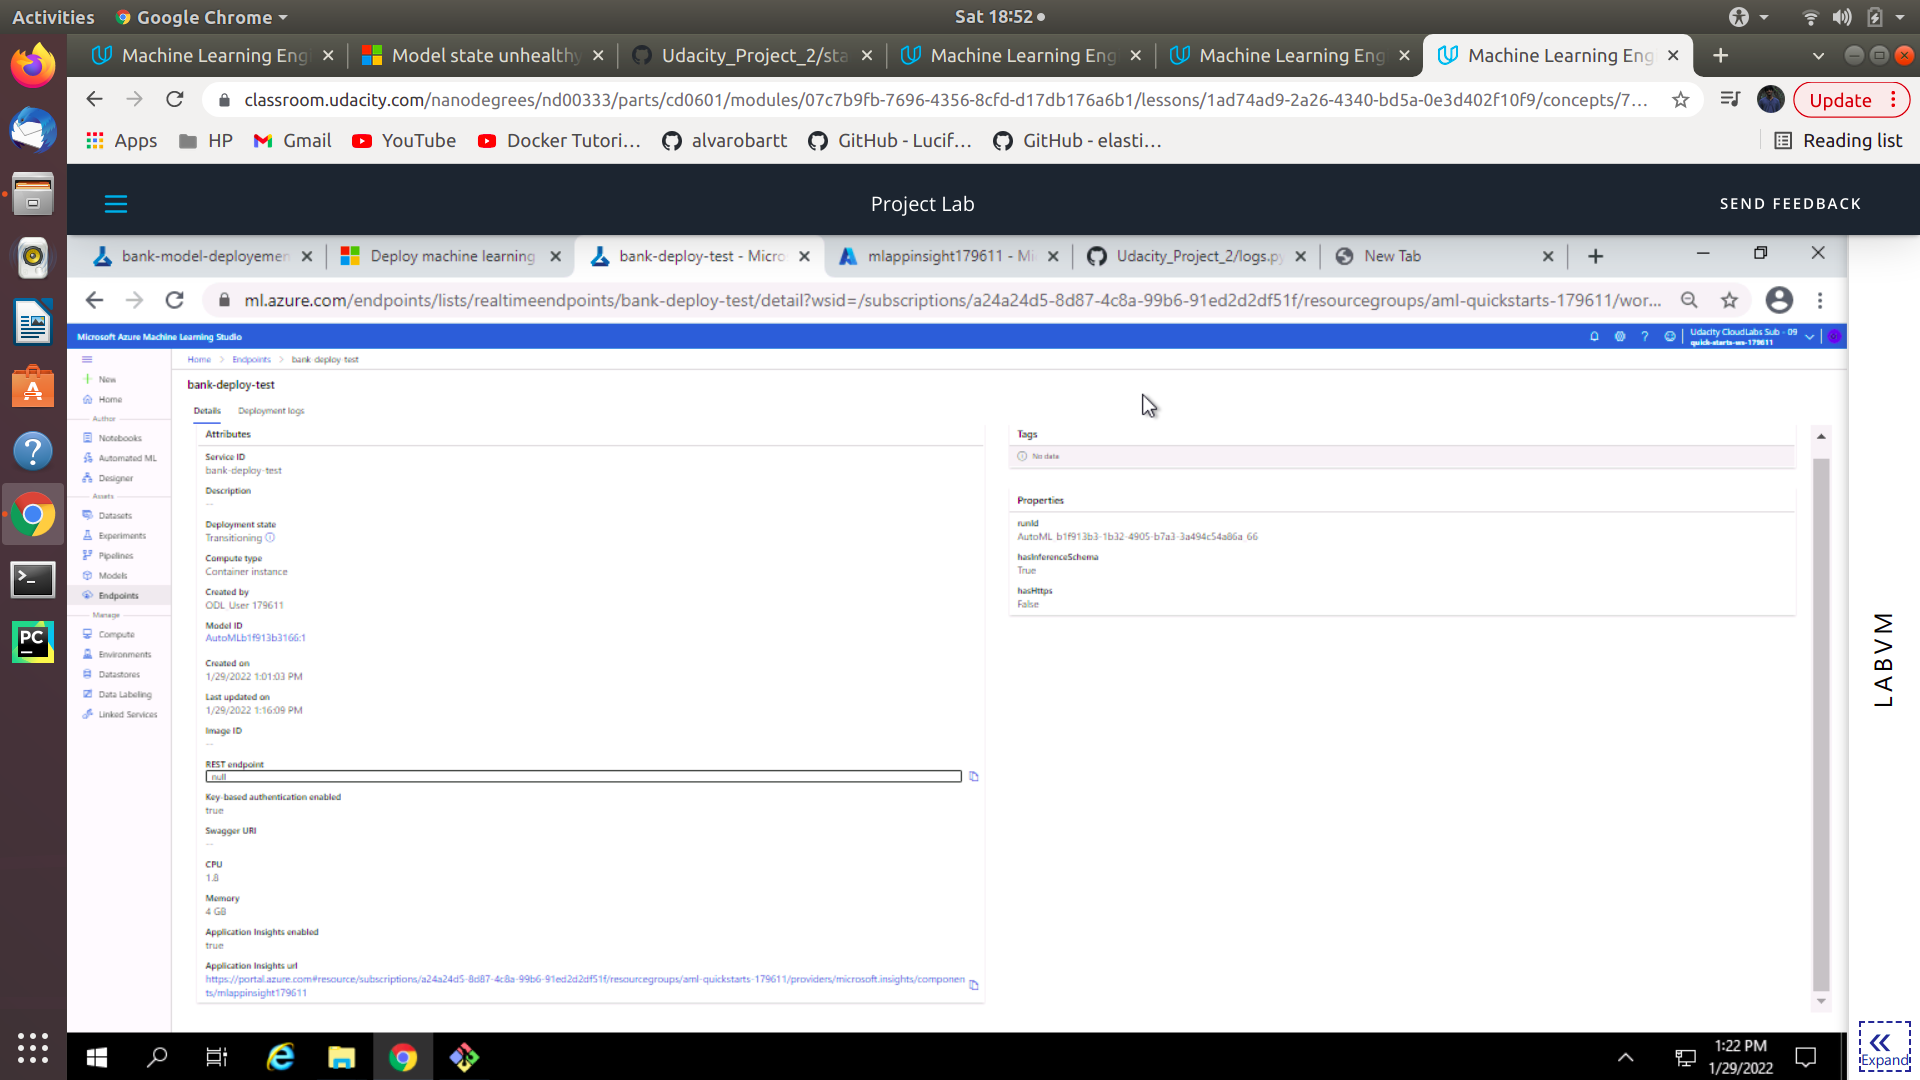 Activities
Google Chrome
Sat 18:52
Machine Learning Eng
Model state unhealthy
Udacity_Project_2/sta
Machine Learning Eng
Machine Learning Eng
Machine Learning Eng
classroom.udacity.com/nanodegrees/nd00333/parts/cd0601/modules/07c7b9fb-7696-4356-8cfd-d17db176a6b1/lessons/1ad74ad9-2a26-4340-bd5a-0e3d402f10f9/concepts/7...
Update
Apps
HP
Gmail
YouTube
Docker Tutori...
alvarobartt
GitHub - Lucif...
GitHub - elasti...
Reading list
Project Lab
SEND FEEDBACK
bank-model-deployemen
Deploy machine learning
bank-deploy-test - Micro
mlappinsight179611 - Mi
Udacity_Project_2/logs.py
New Tab
ml.azure.com/endpoints/lists/realtimeendpoints/bank-deploy-test/detail?wsid=/subscriptions/a24a24d5-8d87-4c8a-99b6-91ed2d2df51f/resourcegroups/aml-quickstarts-179611/wor...
Microsoft Azure Machine Learning Studio
Udacity CloudLabs Sub - 09
quick-starts-ws-179611
New
Home
Author
Notebooks
Automated ML
Designer
Assets
Datasets
Experiments
Pipelines
Models
Endpoints
Manage
Compute
Environments
Datastores
Data Labeling
Linked Services
Home > Endpoints > bank-deploy-test
bank-deploy-test
Details
Deployment logs
Attributes
Service ID
bank-deploy-test
Description
--
Deployment state
Transitioning
Compute type
Container instance
Created by
ODL_User 179611
Model ID
AutoMLb1f913b3166:1
Created on
1/29/2022 1:01:03 PM
Last updated on
1/29/2022 1:16:09 PM
Image ID
--
REST endpoint
null
Key-based authentication enabled
true
Swagger URI
--
CPU
1.8
Memory
4 GB
Application Insights enabled
true
Application Insights url
https://portal.azure.com#resource/subscriptions/a24a24d5-8d87-4c8a-99b6-91ed2d2df51f/resourcegroups/aml-quickstarts-179611/providers/microsoft.insights/componen
ts/mlappinsight179611
Tags
No data
Properties
runId
AutoML_b1f913b3-1b32-4905-b7a3-3a494c54a86a_66
hasInferenceSchema
True
hasHttps
False
LABVM
Expand
PC
1:22 PM
1/29/2022